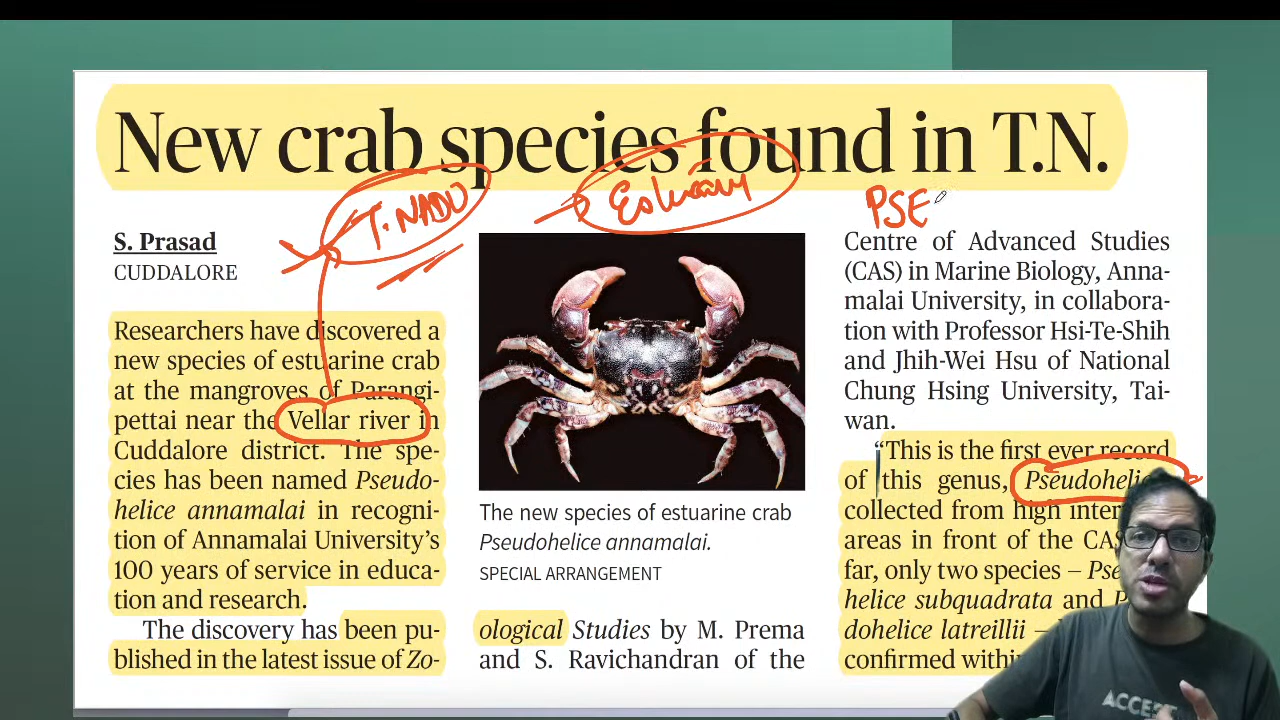 New crab species found in T.N.
T. NADU
Estuary
PSE
S. Prasad
CUDDALORE
Researchers have discovered a
new species of estuarine crab
at the mangroves of Parangi-
pettai near the Vellar river in
Cuddalore district. The spe-
cies has been named Pseudo-
helice annamalai in recogni-
tion of Annamalai University's
100 years of service in educa-
tion and research.
The discovery has been pu-
blished in the latest issue of Zo-
The new species of estuarine crab
Pseudohelice annamalai.
SPECIAL ARRANGEMENT
ological Studies by M. Prema
and S. Ravichandran of the
Centre of Advanced Studies
(CAS) in Marine Biology, Anna-
malai University, in collabora-
tion with Professor Hsi-Te-Shih
and Jhih-Wei Hsu of National
Chung Hsing University, Tai-
wan.
“This is the first ever record
of this genus,
collected from high
areas in front of the
far, only two species –
helice subquadrata and
dohelice latreillii –
confirmed